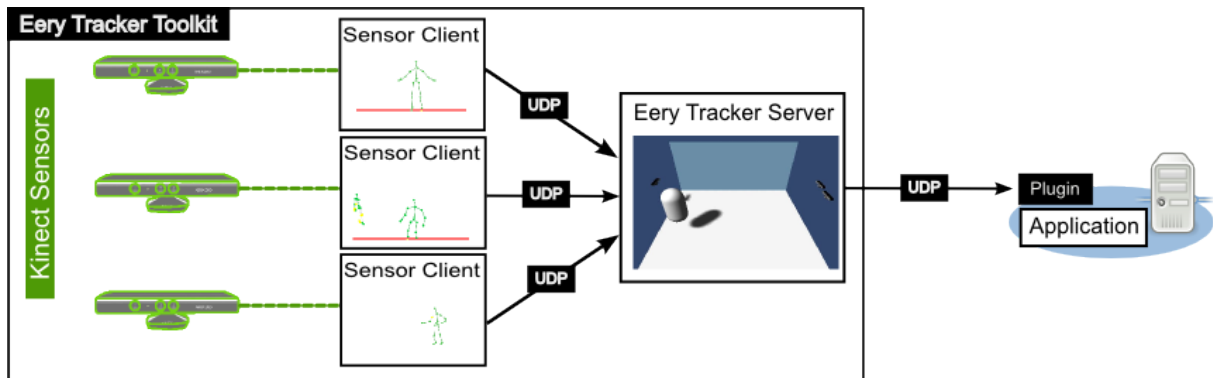 Eery Tracker Toolkit
Kinect Sensors
Sensor Client
Sensor Client
Sensor Client
UDP
UDP
UDP
Eery Tracker Server
UDP
Plugin
Application